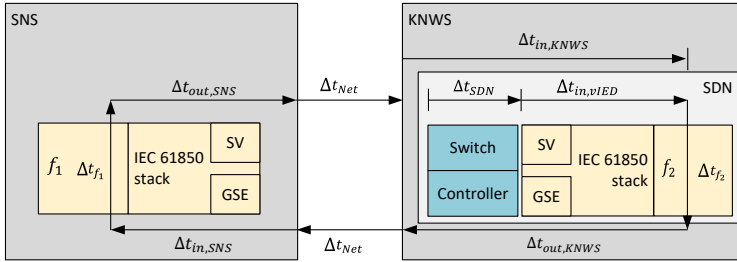 SNS
KNWS
Δt_{in,KNWS}
Δt_{out,SNS}
Δt_{Net}
Δt_{SDN}
Δt_{in,vIED}
SDN
f_1
Δt_{f_1}
IEC 61850
stack
SV
GSE
Switch
Controller
SV
GSE
IEC 61850
stack
f_2
Δt_{f_2}
Δt_{in,SNS}
Δt_{Net}
Δt_{out,KNWS}